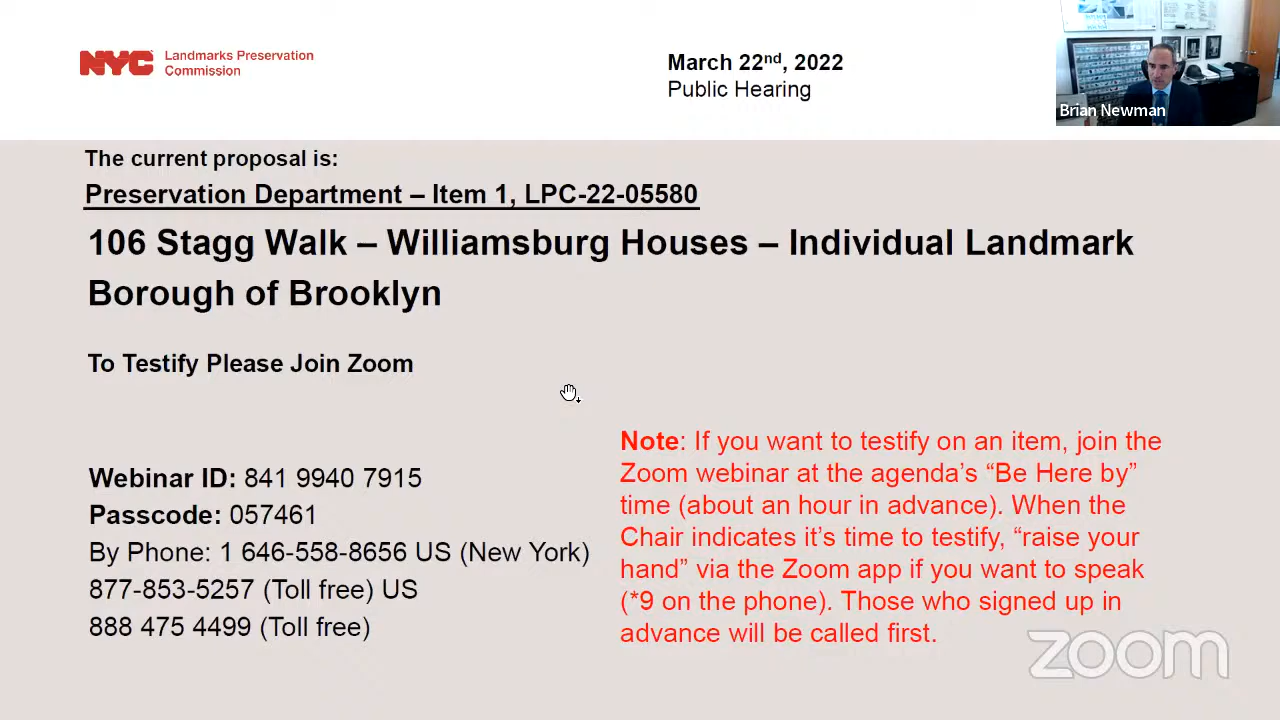 NYC Landmarks Preservation
Commission
March 22nd, 2022
Public Hearing
Brian Newman
The current proposal is:
Preservation Department – Item 1, LPC-22-05580
106 Stagg Walk – Williamsburg Houses – Individual Landmark
Borough of Brooklyn
To Testify Please Join Zoom
Webinar ID: 841 9940 7915
Passcode: 057461
By Phone: 1 646-558-8656 US (New York)
877-853-5257 (Toll free) US
888 475 4499 (Toll free)
Note: If you want to testify on an item, join the
Zoom webinar at the agenda’s “Be Here by”
time (about an hour in advance). When the
Chair indicates it’s time to testify, “raise your
hand” via the Zoom app if you want to speak
(*9 on the phone). Those who signed up in
advance will be called first.
zoom